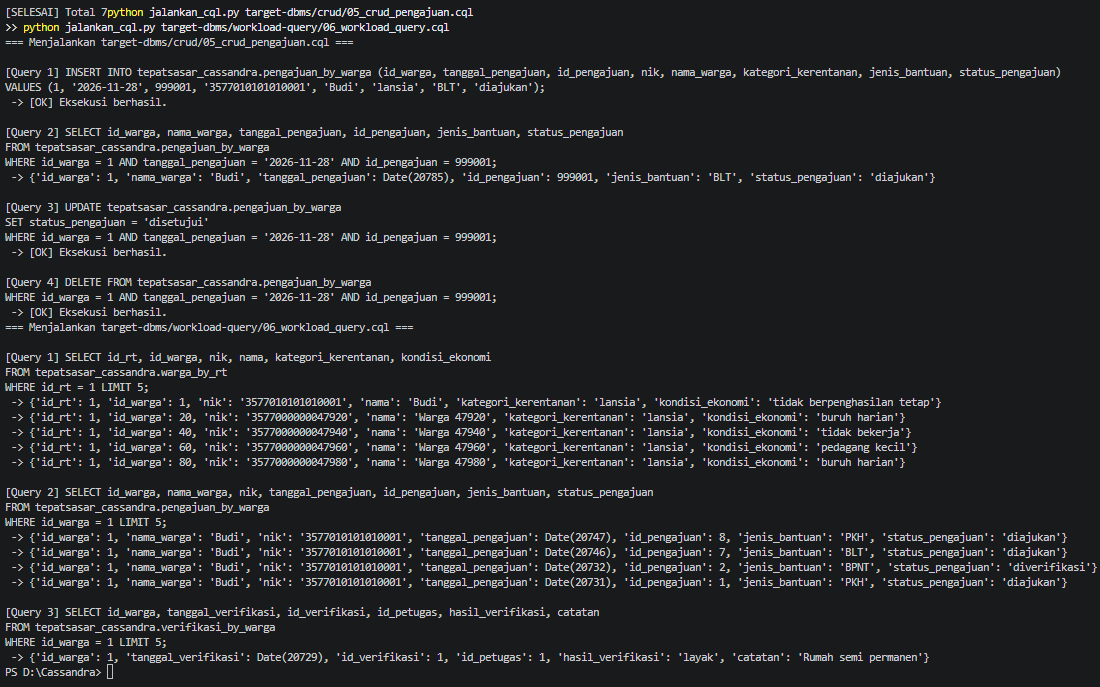 [SELESAI] Total 7python jalankan_cql.py target-dbms/crud/05_crud_pengajuan.cql
>> python jalankan_cql.py target-dbms/workload-query/06_workload_query.cql
=== Menjalankan target-dbms/crud/05_crud_pengajuan.cql ===
[Query 1] INSERT INTO tepatsasar_cassandra.pengajuan_by_warga (id_warga, tanggal_pengajuan, id_pengajuan, nik, nama_warga, kategori_kerentanan, jenis_bantuan, status_pengajuan)
VALUES (1, '2026-11-28', 999001, '3577010101010001', 'Budi', 'lansia', 'BLT', 'diajukan');
-> [OK] Eksekusi berhasil.
[Query 2] SELECT id_warga, nama_warga, tanggal_pengajuan, id_pengajuan, jenis_bantuan, status_pengajuan
FROM tepatsasar_cassandra.pengajuan_by_warga
WHERE id_warga = 1 AND tanggal_pengajuan = '2026-11-28' AND id_pengajuan = 999001;
-> {'id_warga': 1, 'nama_warga': 'Budi', 'tanggal_pengajuan': Date(20785), 'id_pengajuan': 999001, 'jenis_bantuan': 'BLT', 'status_pengajuan': 'diajukan'}
[Query 3] UPDATE tepatsasar_cassandra.pengajuan_by_warga
SET status_pengajuan = 'disetujui'
WHERE id_warga = 1 AND tanggal_pengajuan = '2026-11-28' AND id_pengajuan = 999001;
-> [OK] Eksekusi berhasil.
[Query 4] DELETE FROM tepatsasar_cassandra.pengajuan_by_warga
WHERE id_warga = 1 AND tanggal_pengajuan = '2026-11-28' AND id_pengajuan = 999001;
-> [OK] Eksekusi berhasil.
=== Menjalankan target-dbms/workload-query/06_workload_query.cql ===
[Query 1] SELECT id_rt, id_warga, nik, nama, kategori_kerentanan, kondisi_ekonomi
FROM tepatsasar_cassandra.warga_by_rt
WHERE id_rt = 1 LIMIT 5;
-> {'id_rt': 1, 'id_warga': 1, 'nik': '3577010101010001', 'nama': 'Budi', 'kategori_kerentanan': 'lansia', 'kondisi_ekonomi': 'tidak berpenghasilan tetap'}
-> {'id_rt': 1, 'id_warga': 20, 'nik': '3577000000047920', 'nama': 'Warga 47920', 'kategori_kerentanan': 'lansia', 'kondisi_ekonomi': 'buruh harian'}
-> {'id_rt': 1, 'id_warga': 40, 'nik': '3577000000047940', 'nama': 'Warga 47940', 'kategori_kerentanan': 'lansia', 'kondisi_ekonomi': 'tidak bekerja'}
-> {'id_rt': 1, 'id_warga': 60, 'nik': '3577000000047960', 'nama': 'Warga 47960', 'kategori_kerentanan': 'lansia', 'kondisi_ekonomi': 'pedagang kecil'}
-> {'id_rt': 1, 'id_warga': 80, 'nik': '3577000000047980', 'nama': 'Warga 47980', 'kategori_kerentanan': 'lansia', 'kondisi_ekonomi': 'buruh harian'}
[Query 2] SELECT id_warga, nama_warga, nik, tanggal_pengajuan, id_pengajuan, jenis_bantuan, status_pengajuan
FROM tepatsasar_cassandra.pengajuan_by_warga
WHERE id_warga = 1 LIMIT 5;
-> {'id_warga': 1, 'nama_warga': 'Budi', 'nik': '3577010101010001', 'tanggal_pengajuan': Date(20747), 'id_pengajuan': 8, 'jenis_bantuan': 'PKH', 'status_pengajuan': 'diajukan'}
-> {'id_warga': 1, 'nama_warga': 'Budi', 'nik': '3577010101010001', 'tanggal_pengajuan': Date(20746), 'id_pengajuan': 7, 'jenis_bantuan': 'BLT', 'status_pengajuan': 'diajukan'}
-> {'id_warga': 1, 'nama_warga': 'Budi', 'nik': '3577010101010001', 'tanggal_pengajuan': Date(20732), 'id_pengajuan': 2, 'jenis_bantuan': 'BPNT', 'status_pengajuan': 'diverifikasi'}
-> {'id_warga': 1, 'nama_warga': 'Budi', 'nik': '3577010101010001', 'tanggal_pengajuan': Date(20731), 'id_pengajuan': 1, 'jenis_bantuan': 'PKH', 'status_pengajuan': 'diajukan'}
[Query 3] SELECT id_warga, tanggal_verifikasi, id_verifikasi, id_petugas, hasil_verifikasi, catatan
FROM tepatsasar_cassandra.verifikasi_by_warga
WHERE id_warga = 1 LIMIT 5;
-> {'id_warga': 1, 'tanggal_verifikasi': Date(20729), 'id_verifikasi': 1, 'id_petugas': 1, 'hasil_verifikasi': 'layak', 'catatan': 'Rumah semi permanen'}
PS D:\Cassandra>